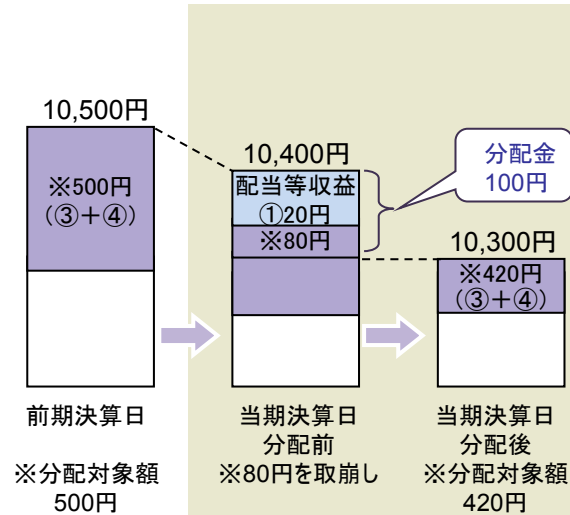 10,500円
※500円
(③+④)
前期決算日
※分配対象額
500円
10,400円
配当等収益
①20円
※80円
当期決算日
分配前
※80円を取崩し
分配金
100円
10,300円
※420円
(③+④)
当期決算日
分配後
※分配対象額
420円